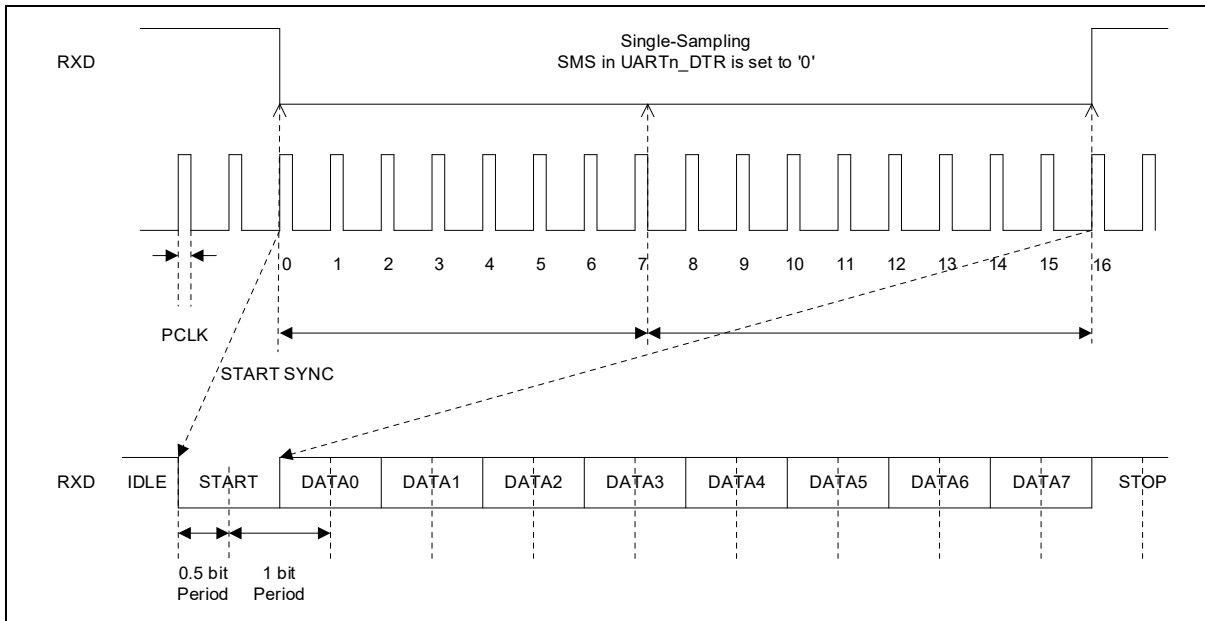 Single-Sampling
RXD
SMS in UARTn_DTR is set to '0'
0 1 2 3 4 5 6 7 8 9 10 11 12 13 14 15 16
PCLK
START SYNC
RXD IDLE START DATA0 DATA1 DATA2 DATA3 DATA4 DATA5 DATA6 DATA7 STOP
0.5 bit
Period
1 bit
Period